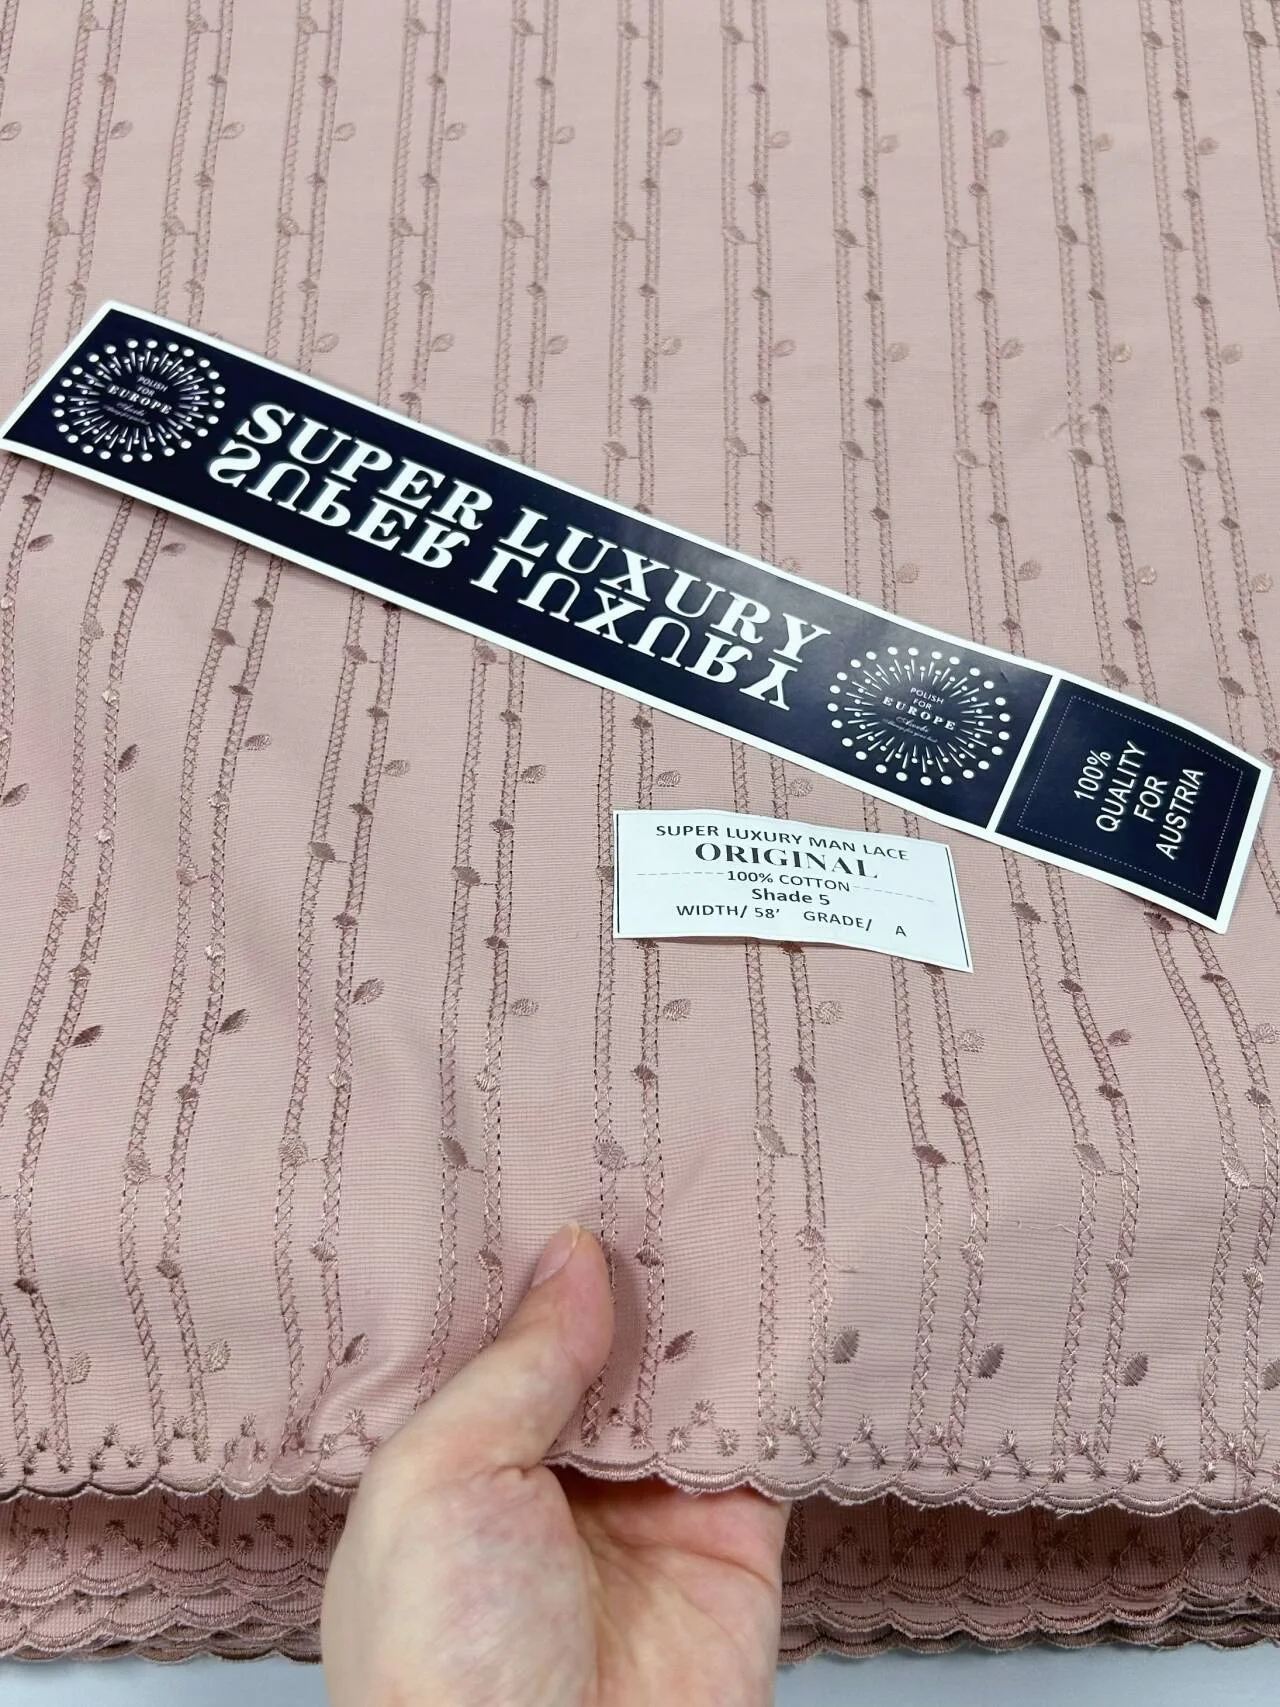 POLISH
FOR
EUROPE
SUPER LUXURY
SUPER LUXURY
POLISH
FOR
EUROPE
100%
QUALITY
FOR
AUSTRIA
SUPER LUXURY MAN LACE
ORIGINAL
100% COTTON
Shade 5
WIDTH/ 58' GRADE/ A